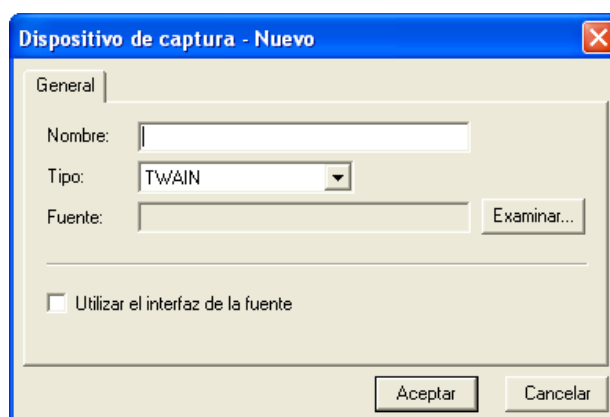 Dispositivo de captura - Nuevo
General
Nombre:
Tipo: TWAIN
Fuente: Examinar...
Utilizar el interfaz de la fuente
Aceptar Cancelar